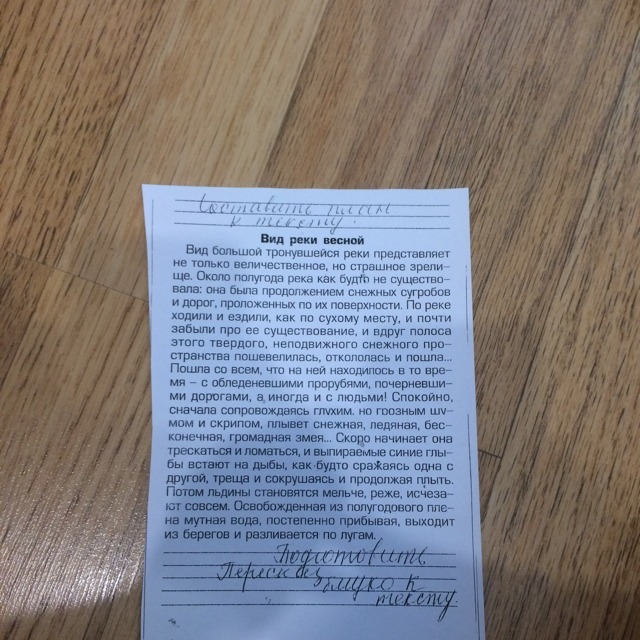 Составить план
к тексту.
Вид реки весной
Вид большой тронувшейся реки представляет
не только величественное, но страшное зрели-
ще. Около полугода река как будто не существо-
вала: она была продолжением снежных сугробов
и дорог, проложенных по их поверхности. По реке
ходили и ездили, как по сухому месту, и почти
забыли про ее существование, и вдруг полоса
этого твердого, неподвижного снежного про-
странства пошевелилась, откололась и пошла...
Пошла со всем, что на ней находилось в то вре-
мя – с обледеневшими прорубями, почерневши-
ми дорогами, а иногда и с людьми! Спокойно,
сначала сопровождаясь глухим, но грозным шу-
мом и скрипом, плывет снежная, ледяная, бес-
конечная, громадная змея... Скоро начинает она
трескаться и ломаться, и выпираемые синие глы-
бы встают на дыбы, как будто сражаясь одна с
другой, треща и сокрушаясь и продолжая плыть.
Потом льдины становятся мельче, реже, исчеза-
ют совсем. Освобожденная из полугодового пле-
на мутная вода, постепенно прибывая, выходит
из берегов и разливается по лугам.
Подготовить
Пересказ близко к
тексту